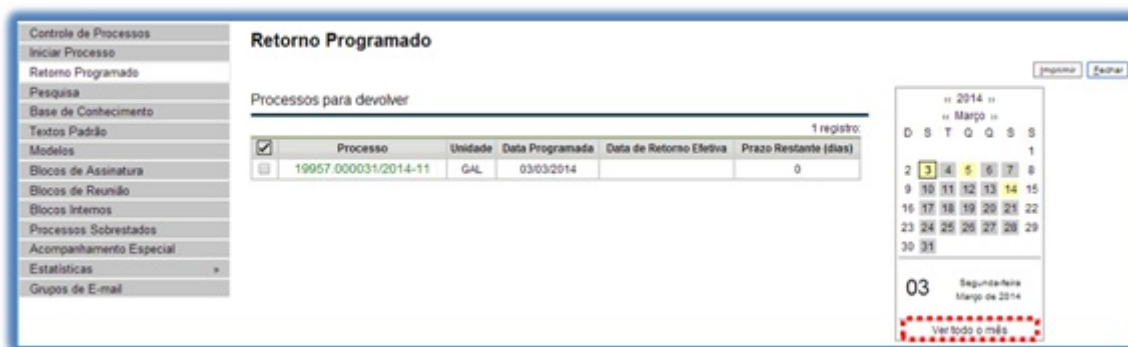 Controle de Processos
Iniciar Processo
Retorno Programado
Pesquisa
Base de Conhecimento
Textos Padrão
Modelos
Blocos de Assinatura
Blocos de Reunião
Blocos Internos
Processos Sobrestados
Acompanhamento Especial
Estatísticas
Grupos de E-mail
Retorno Programado
Imprimir Fechar
Processos para devolver
1 registro:
Processo Unidade Data Programada Data de Retorno Efetiva Prazo Restante (dias)
19957.000031/2014-11 GAL 03/03/2014 0
2014
Março
D S T Q Q S S
1
2 3 4 5 6 7 8
9 10 11 12 13 14 15
16 17 18 19 20 21 22
23 24 25 26 27 28 29
30 31
03 Segunda-feira
Março de 2014
Ver todo o mês